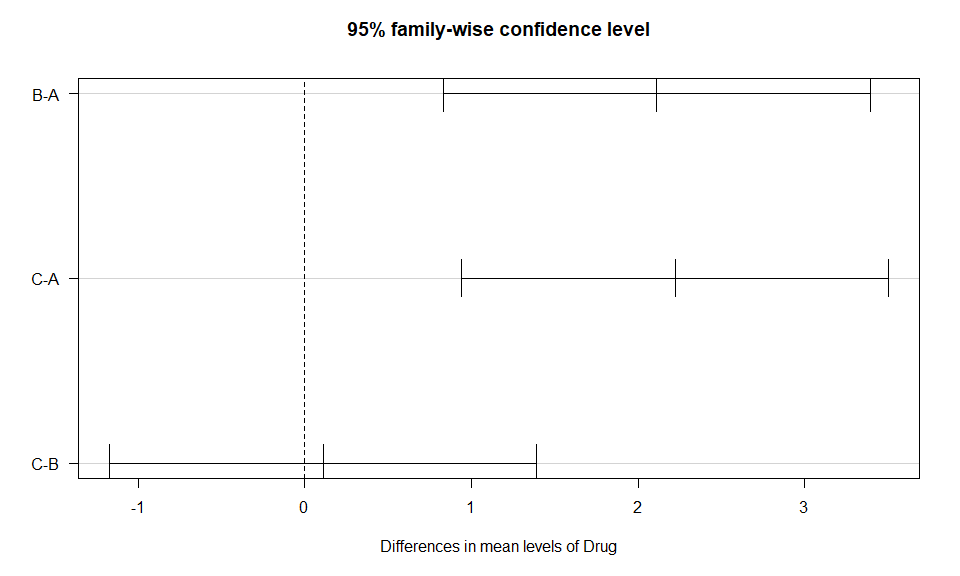 95% family-wise confidence level
B-A
C-A
C-B
-1 0 1 2 3
Differences in mean levels of Drug